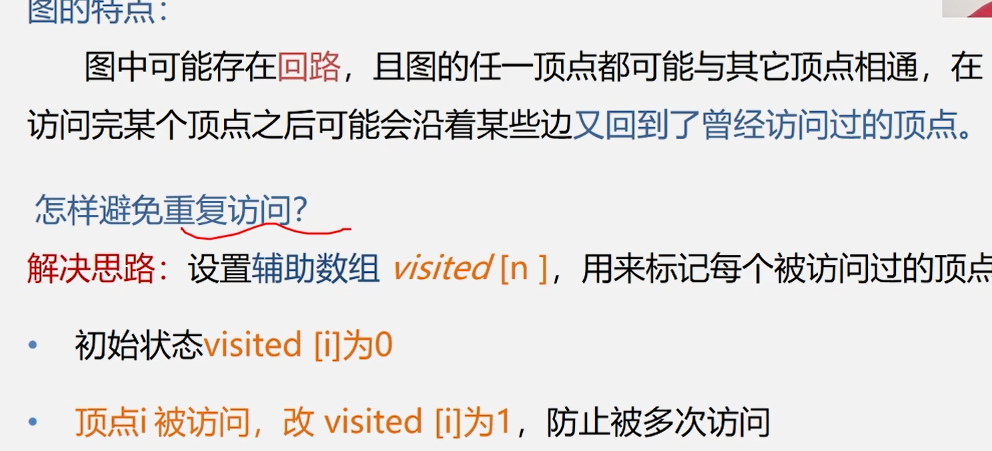 图的特点：
图中可能存在回路，且图的任一顶点都可能与其它顶点相通，在
访问完某个顶点之后可能会沿着某些边又回到了曾经访问过的顶点。
怎样避免重复访问？
解决思路：设置辅助数组 visited [n ]，用来标记每个被访问过的顶点
• 初始状态visited [i]为0
• 顶点i 被访问，改 visited [i]为1，防止被多次访问